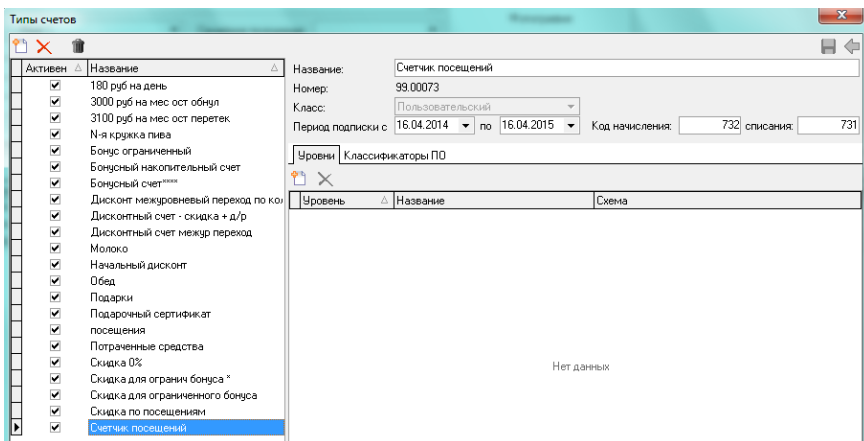 Типы счетов
Активен Название
180 руб на день
3000 руб на мес ост обнул
3100 руб на мес ост перетек
N-я кружка пива
Бонус ограниченный
Бонусный накопительный счет
Бонусный счет****
Дисконт межуровневый переход по кол
Дисконтный счет - скидка + д/р
Дисконтный счет межур переход
Молоко
Начальный дисконт
Обед
Подарки
Подарочный сертификат
посещения
Потраченные средства
Скидка 0%
Скидка для огранич бонуса *
Скидка для ограниченного бонуса
Скидка по посещениям
Счетчик посещений
Название: Счетчик посещений
Номер: 99.00073
Класс: Пользовательский
Период подписки с 16.04.2014 по 16.04.2015 Код начисления: 732 списания: 731
Уровни Классификаторы ПО
Уровень Название Схема
Нет данных